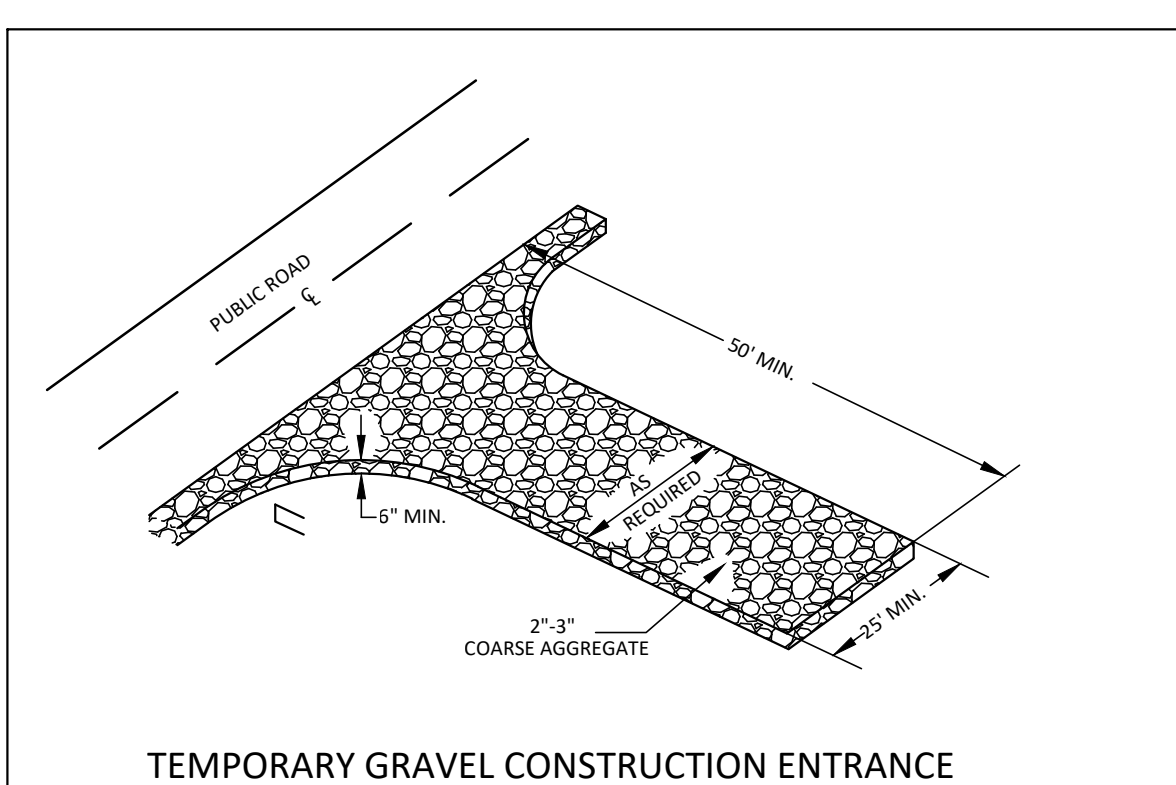 PUBLIC ROAD
℄
50' MIN.
AS
REQUIRED
6" MIN.
25' MIN.
2"-3"
COARSE AGGREGATE
TEMPORARY GRAVEL CONSTRUCTION ENTRANCE